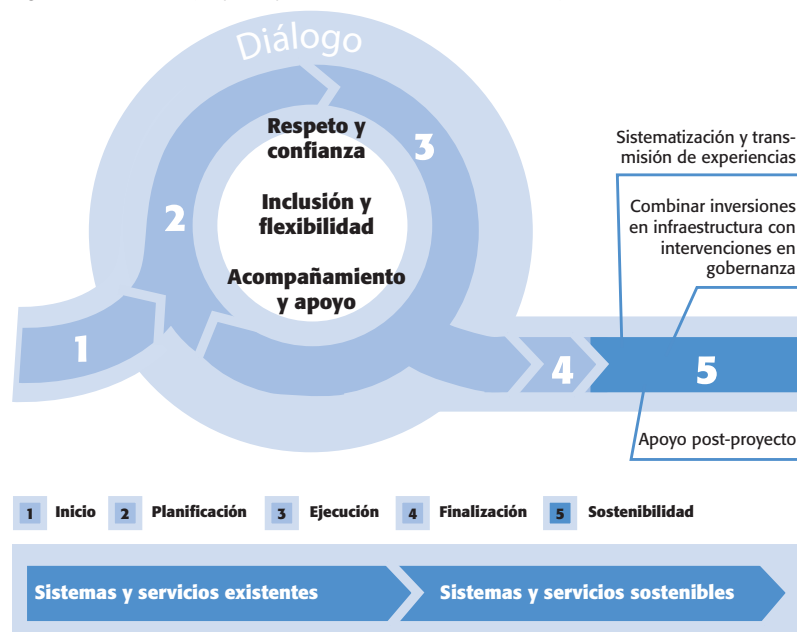 Diálogo
Respeto y
confianza
Inclusión y
flexibilidad
Acompañamiento
y apoyo
1
2
3
4
5
Sistematización y trans-
misión de experiencias
Combinar inversiones
en infraestructura con
intervenciones en
gobernanza
Apoyo post-proyecto
1 Inicio 2 Planificación 3 Ejecución 4 Finalización 5 Sostenibilidad
Sistemas y servicios existentes Sistemas y servicios sostenibles